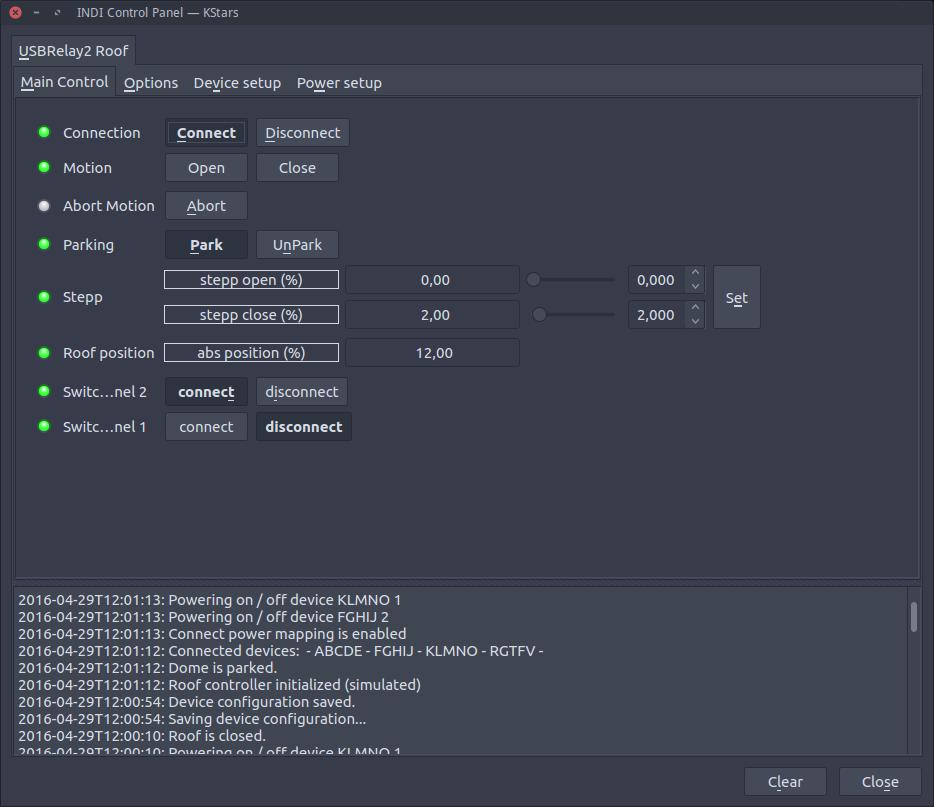 INDI Control Panel — KStars
USBRelay2 Roof
Main Control Options Device setup Power setup
Connection Connect Disconnect
Motion Open Close
Abort Motion Abort
Parking Park UnPark
Stepp
stepp open (%) 0,00 0,000
Set
stepp close (%) 2,00 2,000
Roof position abs position (%) 12,00
Switc...nel 2 connect disconnect
Switc...nel 1 connect disconnect
2016-04-29T12:01:13: Powering on / off device KLMNO 1
2016-04-29T12:01:13: Powering on / off device FGHIJ 2
2016-04-29T12:01:13: Connect power mapping is enabled
2016-04-29T12:01:12: Connected devices:  - ABCDE - FGHIJ - KLMNO - RGTFV -
2016-04-29T12:01:12: Dome is parked.
2016-04-29T12:01:12: Roof controller initialized (simulated)
2016-04-29T12:00:54: Device configuration saved.
2016-04-29T12:00:54: Saving device configuration...
2016-04-29T12:00:10: Roof is closed.
2016-04-29T12:00:10: Powering on / off device KLMNO 1
Clear Close